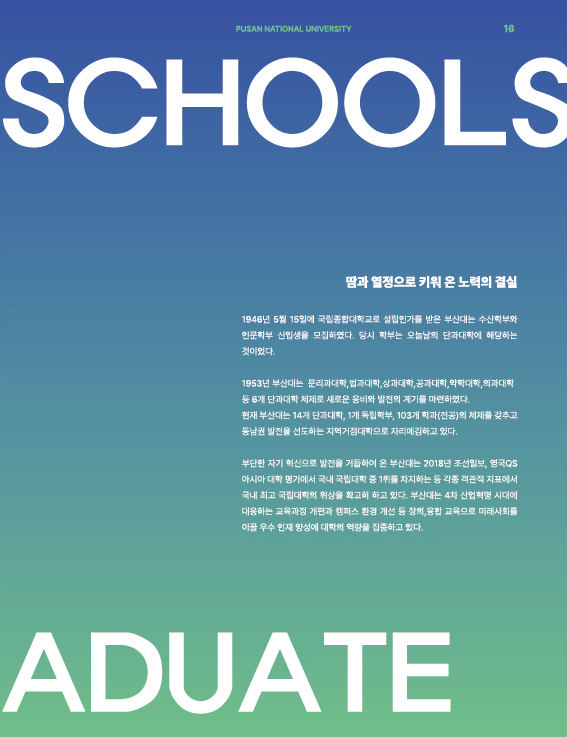 PUSAN NATIONAL UNIVERSITY
16
SCHOOLS
땀과 열정으로 키워 온 노력의 결실
1946년 5월 15일에 국립종합대학교로 설립인가를 받은 부산대는 수산학부와
인문학부 신입생을 모집하였다. 당시 학부는 오늘날의 단과대학에 해당하는
것이었다.
1953년 부산대는 문리과대학,법과대학,상과대학,공과대학,약학대학,의과대학
등 6개 단과대학 체제로 새로운 웅비와 발전의 계기를 마련하였다.
현재 부산대는 14개 단과대학, 1개 독립학부, 103개 학과(전공)의 체제를 갖추고
동남권 발전을 선도하는 지역거점대학으로 자리메김하고 있다.
부단한 자기 혁신으로 발전을 거듭하여 온 부산대는 2018년 조선일보, 영국QS
아시아 대학 평가에서 국내 국립대학 중 1위를 차지하는 등 각종 객관적 지표에서
국내 최고 국립대학의 위상을 확고히 하고 있다. 부산대는 4차 산업혁명 시대에
대응하는 교육과정 개편과 캠퍼스 환경 개선 등 창의,융합 교육으로 미래사회를
이끌 우수 인재 양성에 대학의 역량을 집중하고 있다.
ADUATE